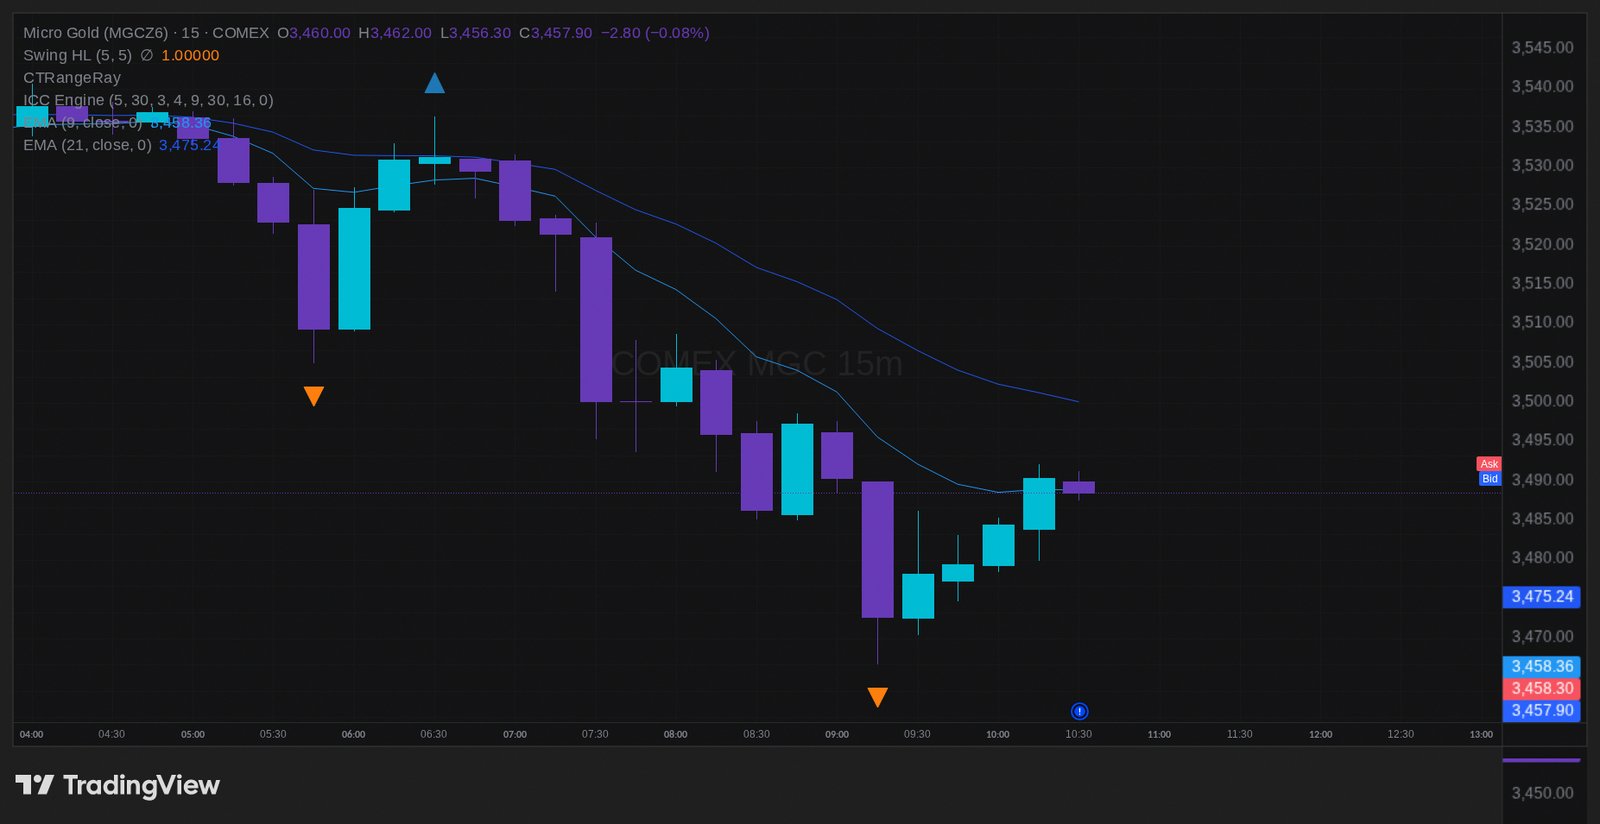 Micro Gold (MGCZ6) · 15 · COMEX O3,460.00 H3,462.00 L3,456.30 C3,457.90 −2.80 (−0.08%)
Swing HL (5, 5) ∅ 1.00000
CTRangeRay
ICC Engine (5, 30, 3, 4, 9, 30, 16, 0)
EMA (9, close, 0) 3,458.36
EMA (21, close, 0) 3,475.24
COMEX MGC 15m
3,545.00
3,540.00
3,535.00
3,530.00
3,525.00
3,520.00
3,515.00
3,510.00
3,505.00
3,500.00
3,495.00
Ask
Bid
3,490.00
3,485.00
3,480.00
3,475.24
3,470.00
3,458.36
3,458.30
3,457.90
04:00 04:30 05:00 05:30 06:00 06:30 07:00 07:30 08:00 08:30 09:00 09:30 10:00 10:30 11:00 11:30 12:00 12:30 13:00
TradingView
3,450.00